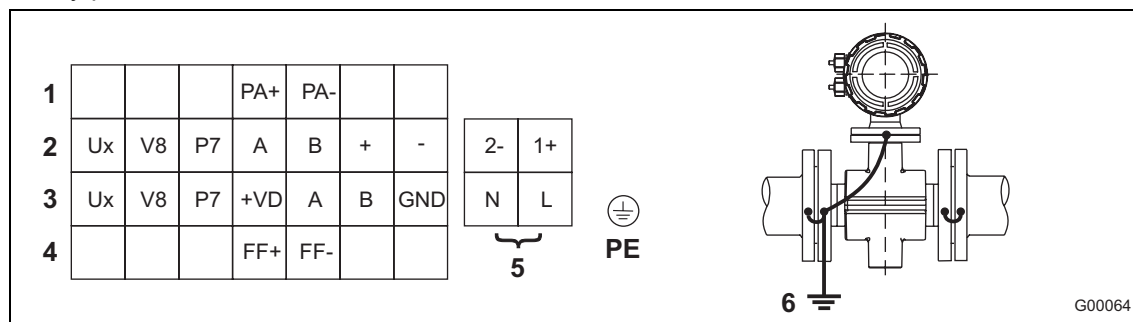 1 PA+ PA-
2 Ux V8 P7 A B + - 2- 1+
3 Ux V8 P7 +VD A B GND N L
4 FF+ FF-
5
PE
6
G00064